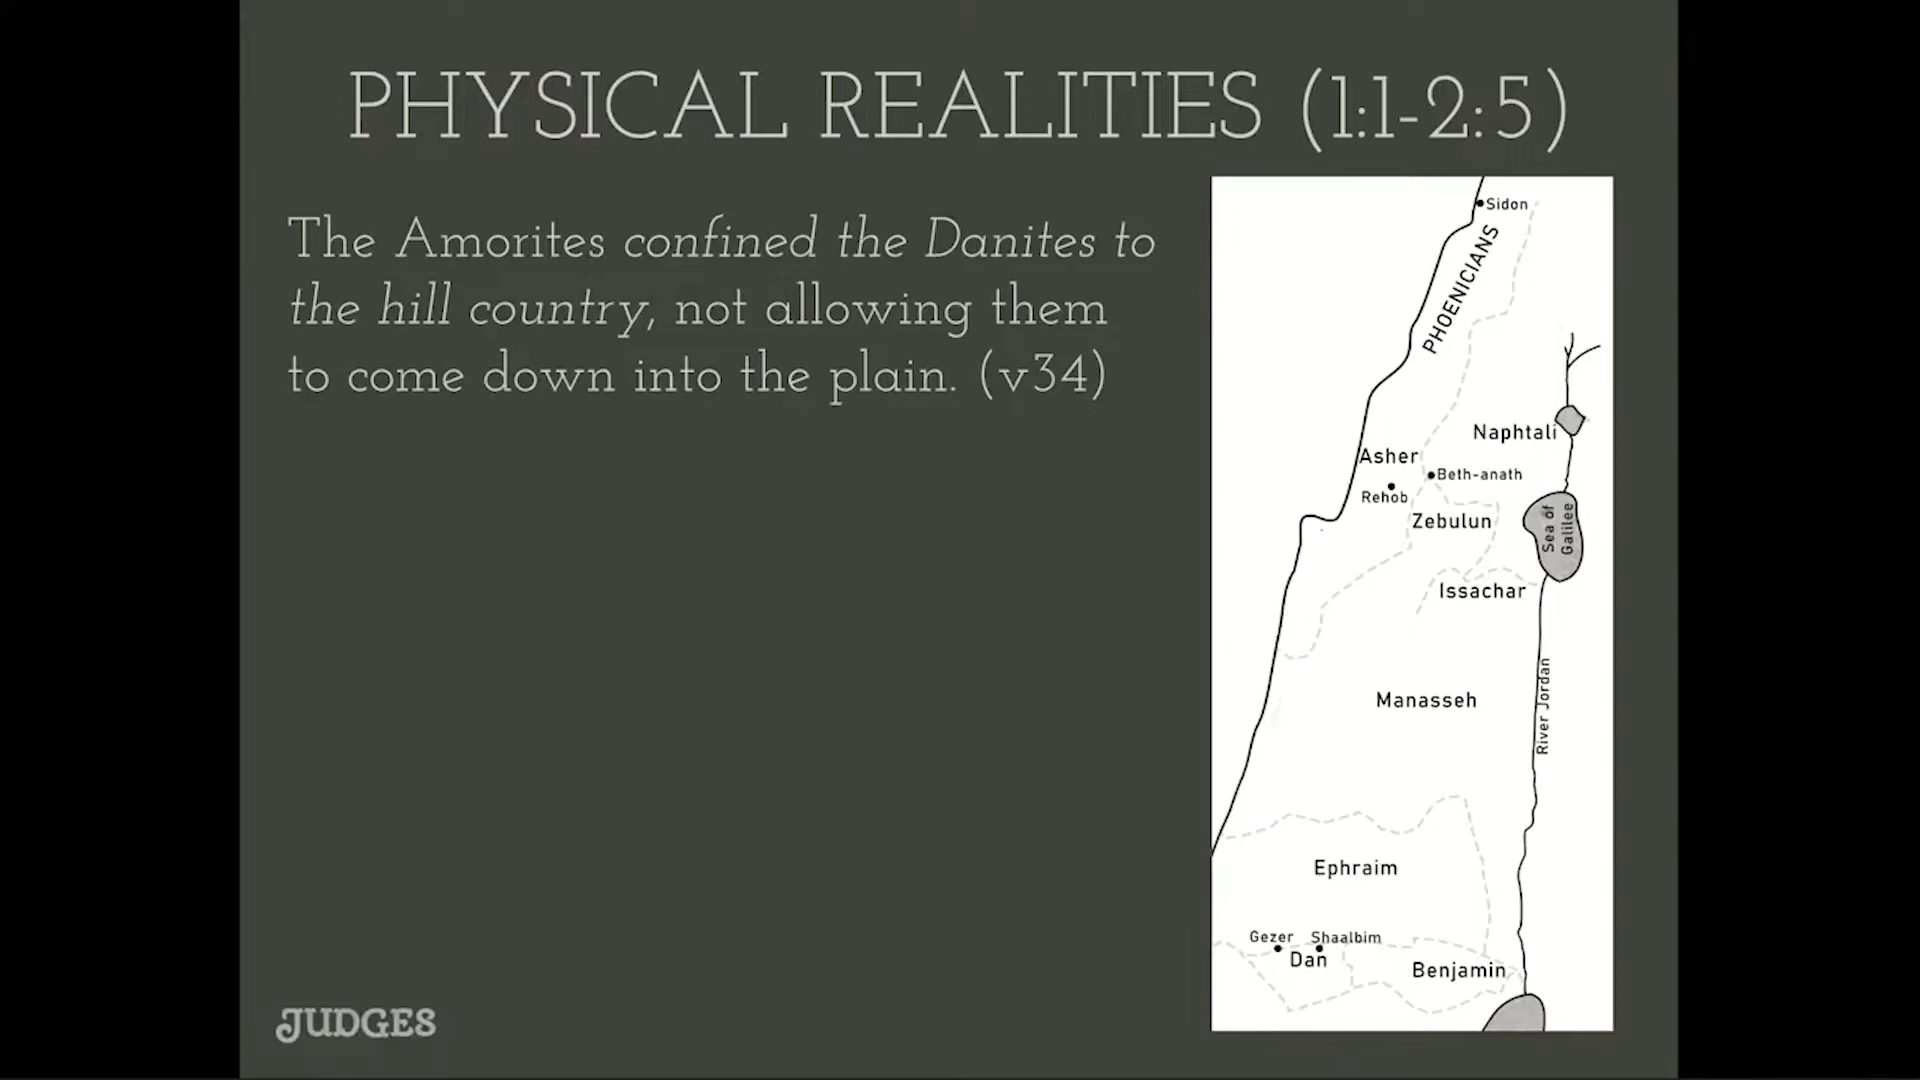 PHYSICAL REALITIES (1:1-2:5)
The Amorites confined the Danites to
the hill country, not allowing them
to come down into the plain. (v34)
Sidon
PHOENICIANS
Naphtali
Asher
Beth-anath
Rehob
Zebulun
Sea of
Galilee
Issachar
River Jordan
Manasseh
Ephraim
Gezer Shaalbim
Dan
Benjamin
JUDGES